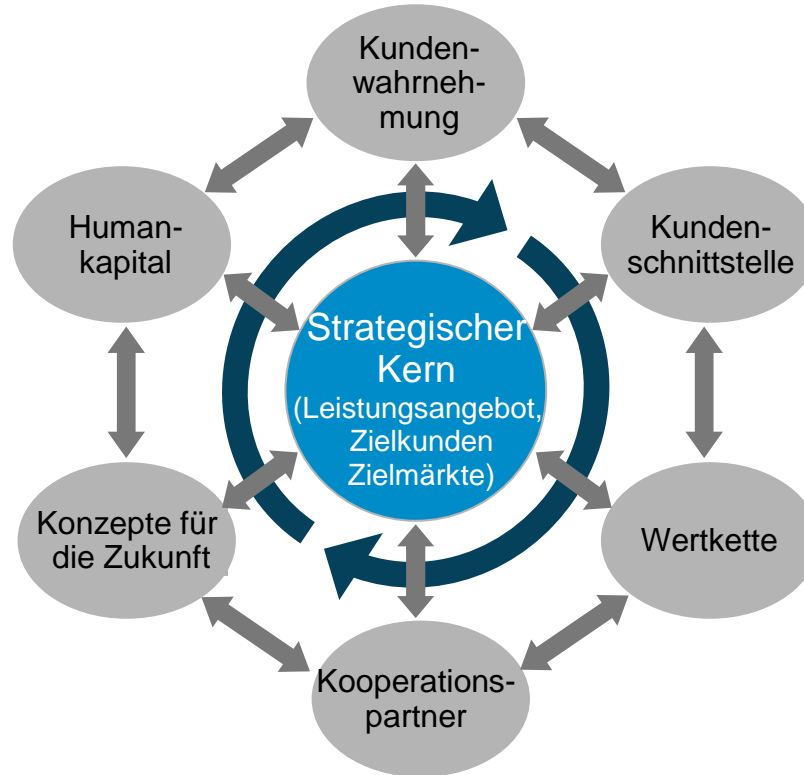 Kunden-
wahrneh-
mung
Human-
kapital
Kunden-
schnittstelle
Strategischer
Kern
(Leistungsangebot,
Zielkunden
Zielmärkte)
Konzepte für
die Zukunft
Wertkette
Kooperations-
partner